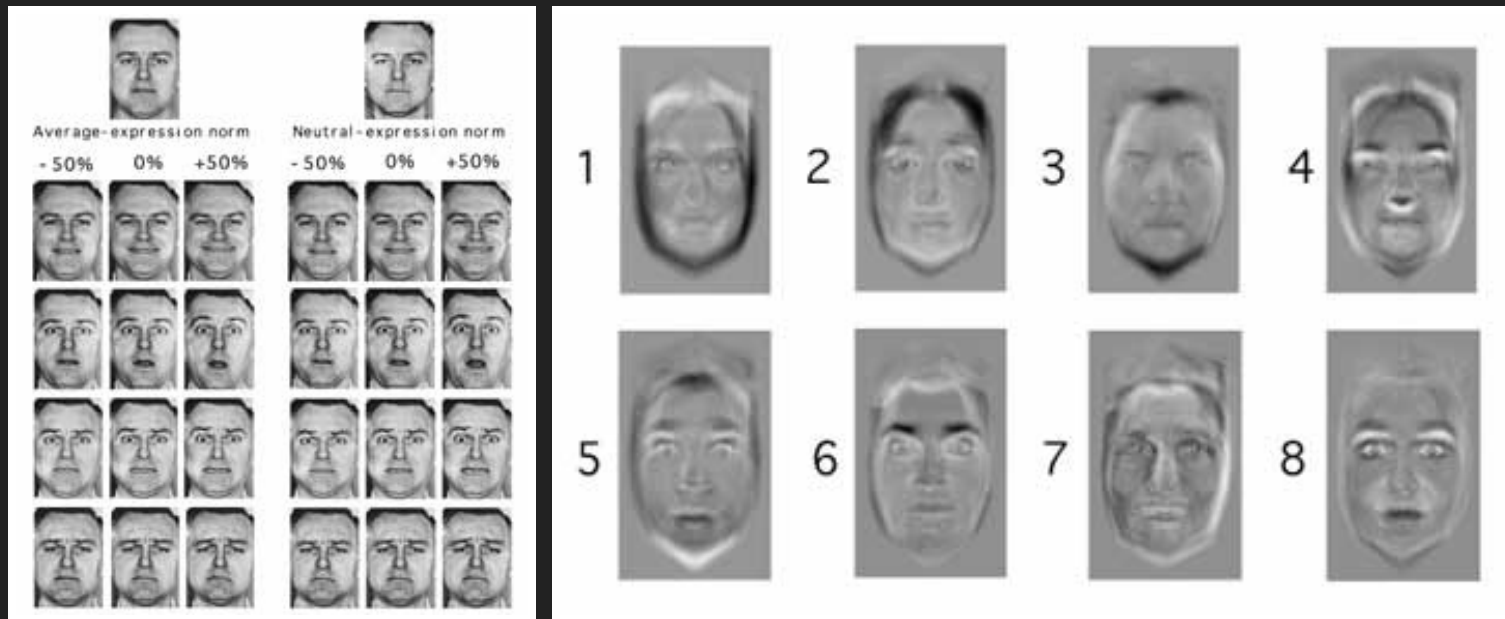 Average-expression norm
- 50% 0% +50%
Neutral-expression norm
- 50% 0% +50%
1 2 3 4
5 6 7 8